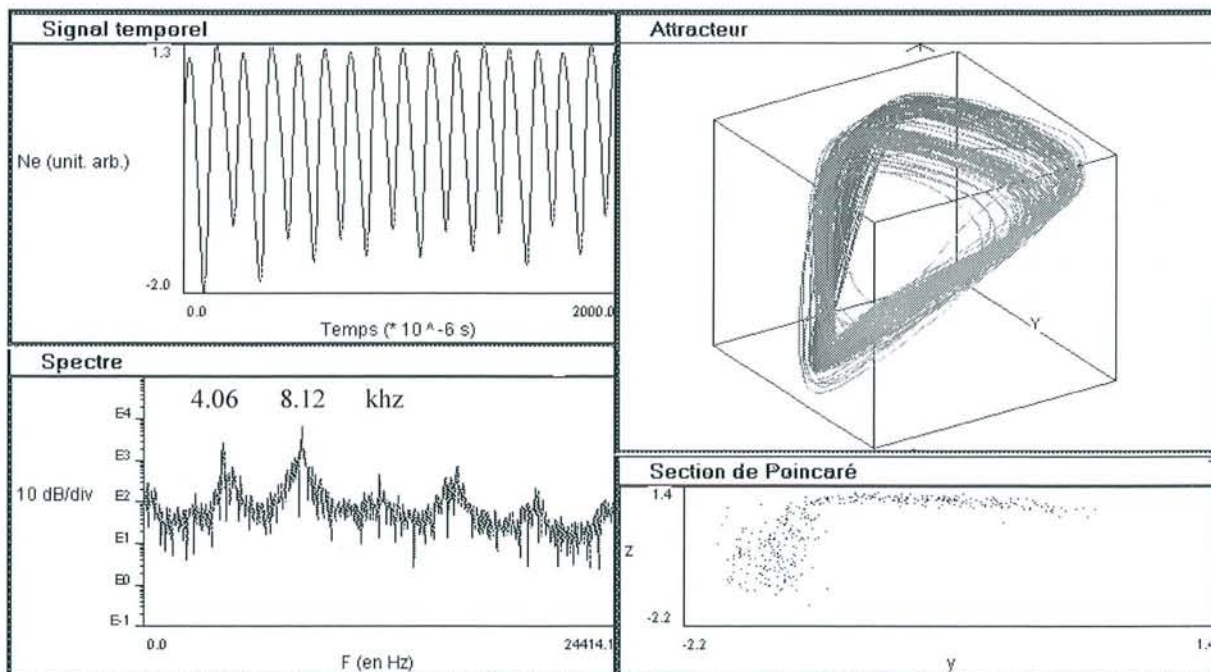 Signal temporel
1.3
Ne (unit. arb.)
-2.0
0.0
2000.0
Temps (* 10 ^ -6 s)
Attracteur
Y
Spectre
4.06 8.12 khz
E4
E3
10 dB/div
E2
E1
E0
E-1
0.0
24414.1
F (en Hz)
Section de Poincaré
1.4
Z
-2.2
-2.2
1.4
y